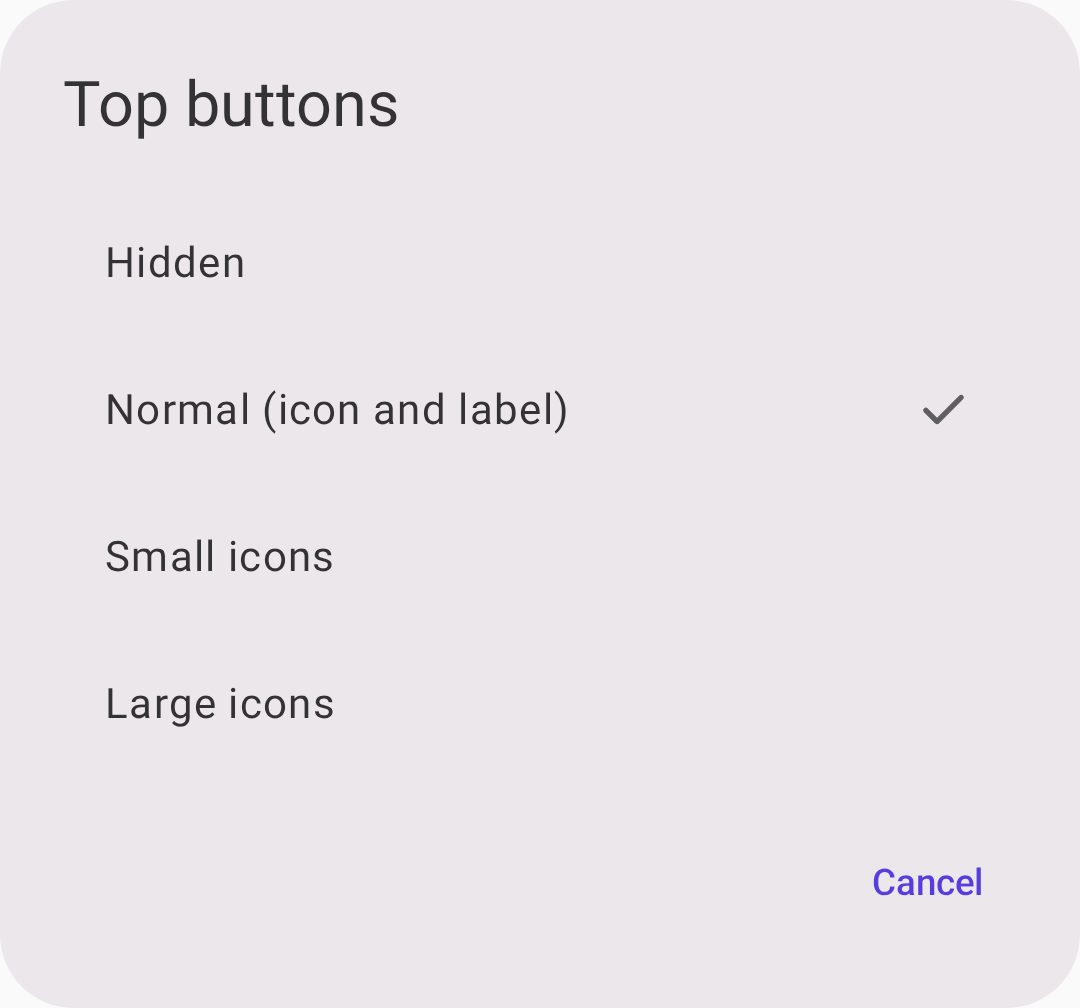 Top buttons
Hidden
Normal (icon and label)
Small icons
Large icons
Cancel